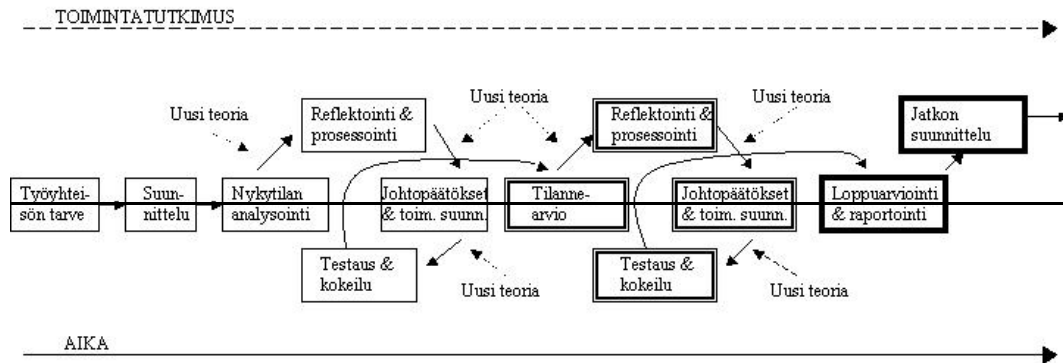 TOIMINTATUTKIMUS
Uusi teoria
Reflektointi &
prosessointi
Uusi teoria
Reflektointi &
prosessointi
Uusi teoria
Jatkon
suunnittelu
Työyhtei-
sön tarve
Suun-
nittelu
Nykytilan
analysointi
Johtopäätökset
& toim. suunn.
Tilanne-
arvio
Johtopäätökset
& toim. suunn.
Loppuarviointi
& raportointi
Testaus &
kokeilu
Uusi teoria
Testaus &
kokeilu
Uusi teoria
AIKA